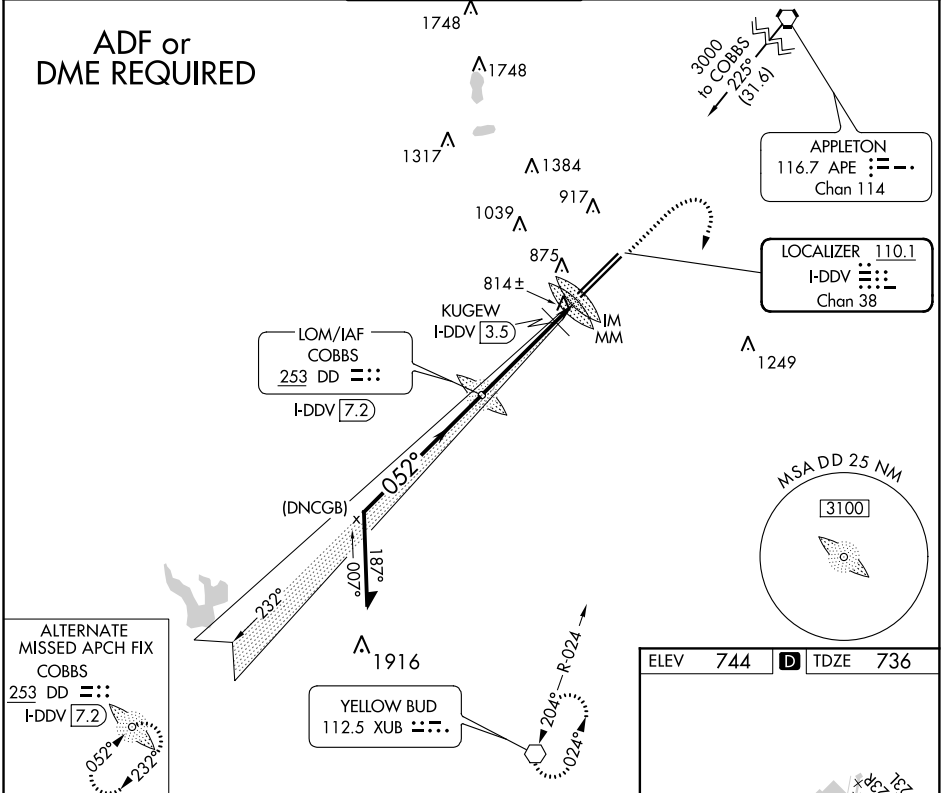 ADF or
DME REQUIRED
1748
1748
1317
1384
917
1039
875
814±
3000
to COBBS
225°
(31.6)
APPLETON
116.7 APE
Chan 114
LOCALIZER 110.1
I-DDV
Chan 38
KUGEW
I-DDV 3.5
IM
MM
1249
LOM/IAF
COBBS
253 DD
I-DDV 7.2
052°
(DNCGB)
187°
007°
232°
MSA DD 25 NM
3100
1916
ALTERNATE
MISSED APCH FIX
COBBS
253 DD
I-DDV 7.2
052°
232°
YELLOW BUD
112.5 XUB
204°
R-024
024°
ELEV 744 D TDZE 736
23L
23R